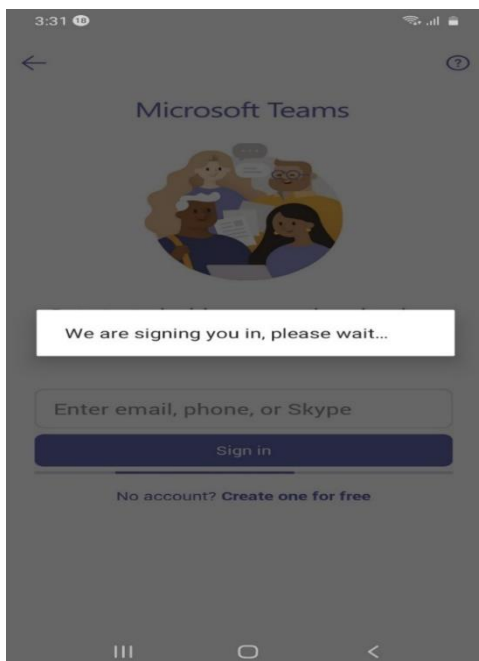 3:31 18
Microsoft Teams
We are signing you in, please wait...
Enter email, phone, or Skype
Sign in
No account? Create one for free